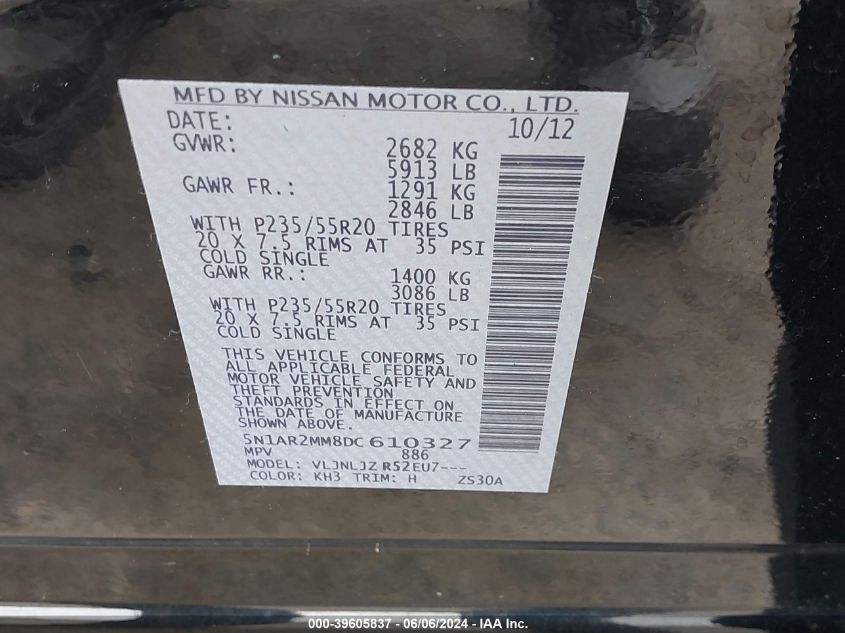 MFD BY NISSAN MOTOR CO., LTD.
DATE: 10/12
GVWR: 2682 KG
5913 LB
GAWR FR.: 1291 KG
2846 LB
WITH P235/55R20 TIRES
20 X 7.5 RIMS AT 35 PSI
COLD SINGLE
GAWR RR.: 1400 KG
3086 LB
WITH P235/55R20 TIRES
20 X 7.5 RIMS AT 35 PSI
COLD SINGLE
THIS VEHICLE CONFORMS TO
ALL APPLICABLE FEDERAL
MOTOR VEHICLE SAFETY AND
THEFT PREVENTION
STANDARDS IN EFFECT ON
THE DATE OF MANUFACTURE
SHOWN ABOVE.
5N1AR2MM8DC 610327
MPV 886
MODEL: VLJNLJZ R52EU7---
COLOR: KH3 TRIM: H ZS30A
000-39605837 - 06/06/2024 - IAA Inc.